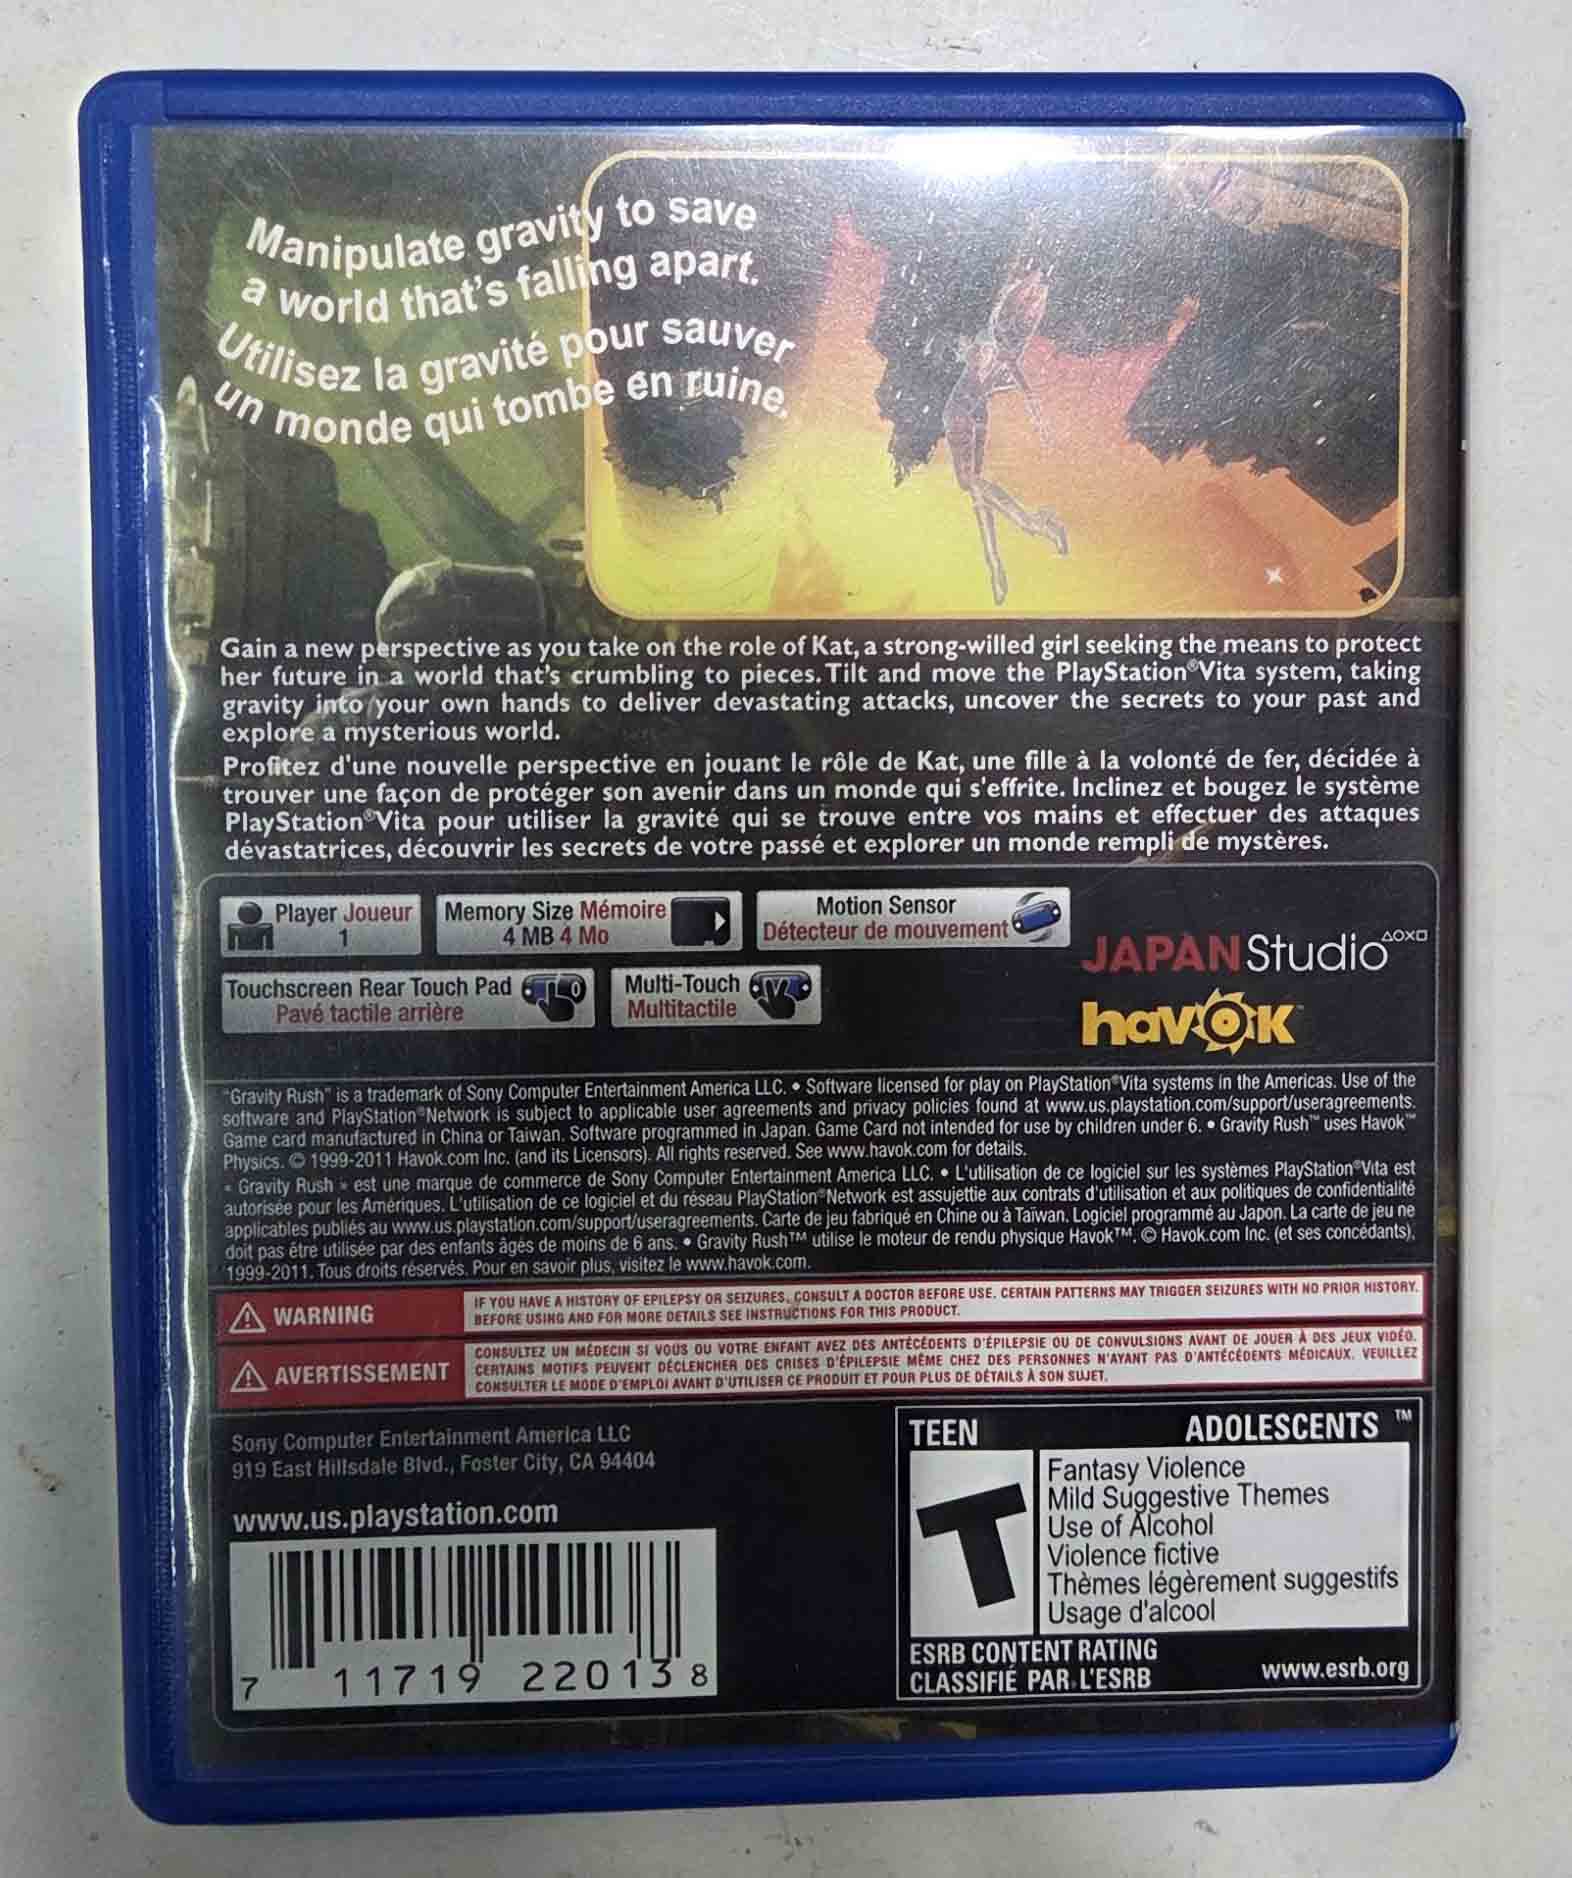 Manipulate gravity to save
a world that's falling apart.
Utilisez la gravité pour sauver
un monde qui tombe en ruine.
Gain a new perspective as you take on the role of Kat, a strong-willed girl seeking the means to protect
her future in a world that's crumbling to pieces. Tilt and move the PlayStation®Vita system, taking
gravity into your own hands to deliver devastating attacks, uncover the secrets to your past and
explore a mysterious world.
Profitez d'une nouvelle perspective en jouant le rôle de Kat, une fille à la volonté de fer, décidée à
trouver une façon de protéger son avenir dans un monde qui s'effrite. Inclinez et bougez le système
PlayStation®Vita pour utiliser la gravité qui se trouve entre vos mains et effectuer des attaques
dévastatrices, découvrir les secrets de votre passé et explorer un monde rempli de mystères.
Player Joueur
1
Memory Size Mémoire
4 MB 4 Mo
Motion Sensor
Détecteur de mouvement
Touchscreen Rear Touch Pad
Pavé tactile arrière
Multi-Touch
Multitactile
JAPAN Studio
havok™
"Gravity Rush" is a trademark of Sony Computer Entertainment America LLC. • Software licensed for play on PlayStation®Vita systems in the Americas. Use of the
software and PlayStation®Network is subject to applicable user agreements and privacy policies found at www.us.playstation.com/support/useragreements.
Game card manufactured in China or Taiwan. Software programmed in Japan. Game Card not intended for use by children under 6. • Gravity Rush™ uses Havok™
Physics. © 1999-2011 Havok.com Inc. (and its Licensors). All rights reserved. See www.havok.com for details.
« Gravity Rush » est une marque de commerce de Sony Computer Entertainment America LLC. • L'utilisation de ce logiciel sur les systèmes PlayStation®Vita est
autorisée pour les Amériques. L'utilisation de ce logiciel et du réseau PlayStation®Network est assujettie aux contrats d'utilisation et aux politiques de confidentialité
applicables publiés au www.us.playstation.com/support/useragreements. Carte de jeu fabriqué en Chine ou à Taïwan. Logiciel programmé au Japon. La carte de jeu ne
doit pas être utilisée par des enfants âgés de moins de 6 ans. • Gravity Rush™ utilise le moteur de rendu physique Havok™. © Havok.com Inc. (et ses concédants),
1999-2011. Tous droits réservés. Pour en savoir plus, visitez le www.havok.com.
WARNING
IF YOU HAVE A HISTORY OF EPILEPSY OR SEIZURES, CONSULT A DOCTOR BEFORE USE. CERTAIN PATTERNS MAY TRIGGER SEIZURES WITH NO PRIOR HISTORY.
BEFORE USING AND FOR MORE DETAILS SEE INSTRUCTIONS FOR THIS PRODUCT.
AVERTISSEMENT
CONSULTEZ UN MÉDECIN SI VOUS OU VOTRE ENFANT AVEZ DES ANTÉCÉDENTS D'ÉPILEPSIE OU DE CONVULSIONS AVANT DE JOUER À DES JEUX VIDÉO.
CERTAINS MOTIFS PEUVENT DÉCLENCHER DES CRISES D'ÉPILEPSIE MÊME CHEZ DES PERSONNES N'AYANT PAS D'ANTÉCÉDENTS MÉDICAUX. VEUILLEZ
CONSULTER LE MODE D'EMPLOI AVANT D'UTILISER CE PRODUIT ET POUR PLUS DE DÉTAILS À SON SUJET.
Sony Computer Entertainment America LLC
919 East Hillsdale Blvd., Foster City, CA 94404
www.us.playstation.com
7 11719 22013 8
TEEN ADOLESCENTS ™
T
Fantasy Violence
Mild Suggestive Themes
Use of Alcohol
Violence fictive
Thèmes légèrement suggestifs
Usage d'alcool
ESRB CONTENT RATING
CLASSIFIÉ PAR L'ESRB
www.esrb.org